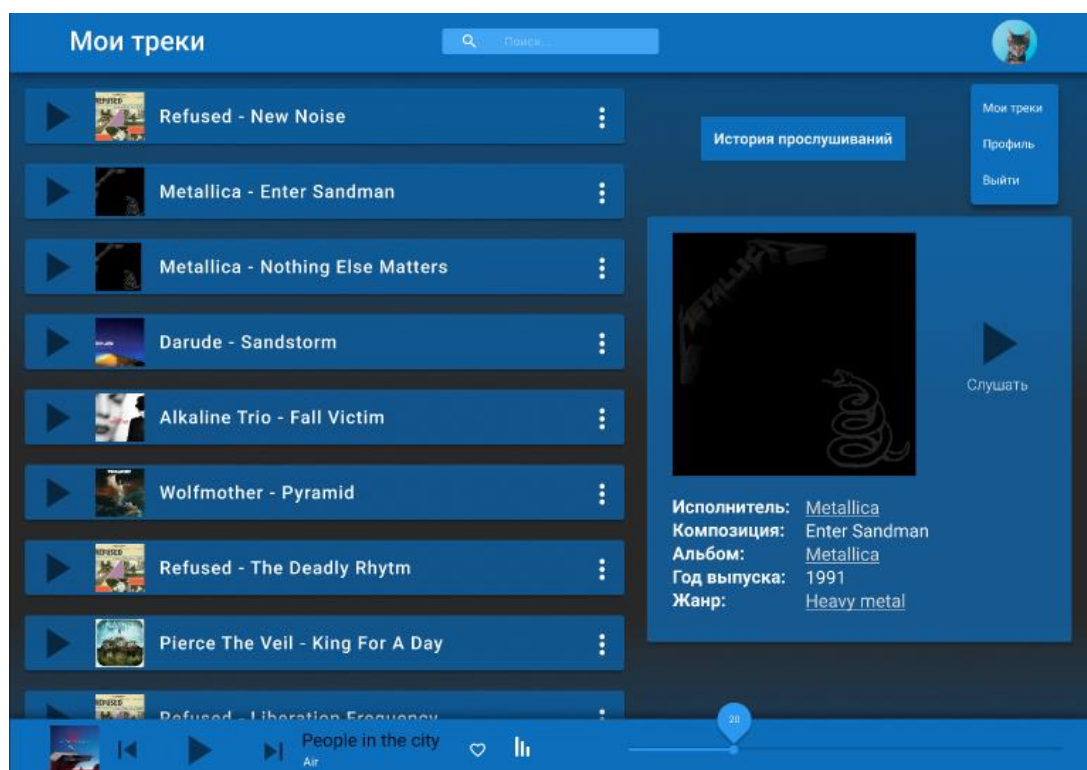 Мои треки
Поиск...
Refused - New Noise
Metallica - Enter Sandman
Metallica - Nothing Else Matters
Darude - Sandstorm
Alkaline Trio - Fall Victim
Wolfmother - Pyramid
Refused - The Deadly Rhytm
Pierce The Veil - King For A Day
Refused - Liberation Frequency
История прослушиваний
Мои треки
Профиль
Выйти
METALLICA
Слушать
Исполнитель: Metallica
Композиция: Enter Sandman
Альбом: Metallica
Год выпуска: 1991
Жанр: Heavy metal
People in the city
Air
28